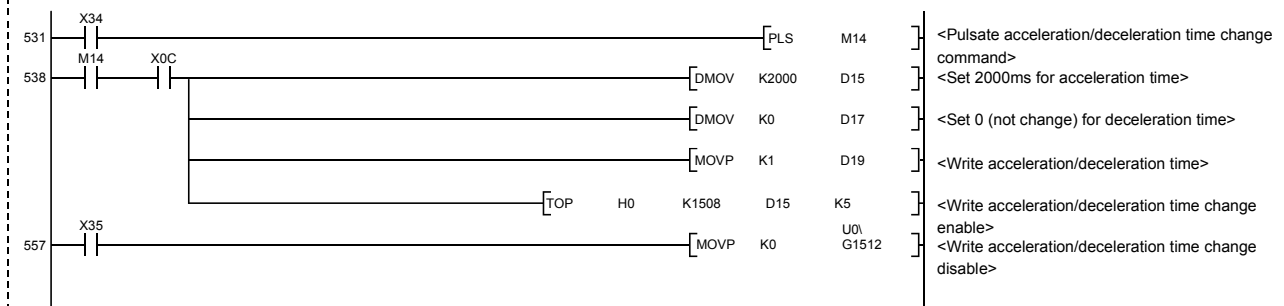 X34
531 PLS M14 <Pulsate acceleration/deceleration time change
command>
M14 X0C
538 DMOV K2000 D15 <Set 2000ms for acceleration time>
DMOV K0 D17 <Set 0 (not change) for deceleration time>
MOVP K1 D19 <Write acceleration/deceleration time>
TOP H0 K1508 D15 K5 <Write acceleration/deceleration time change
enable>
X35
U0\
557 MOVP K0 G1512 <Write acceleration/deceleration time change
disable>